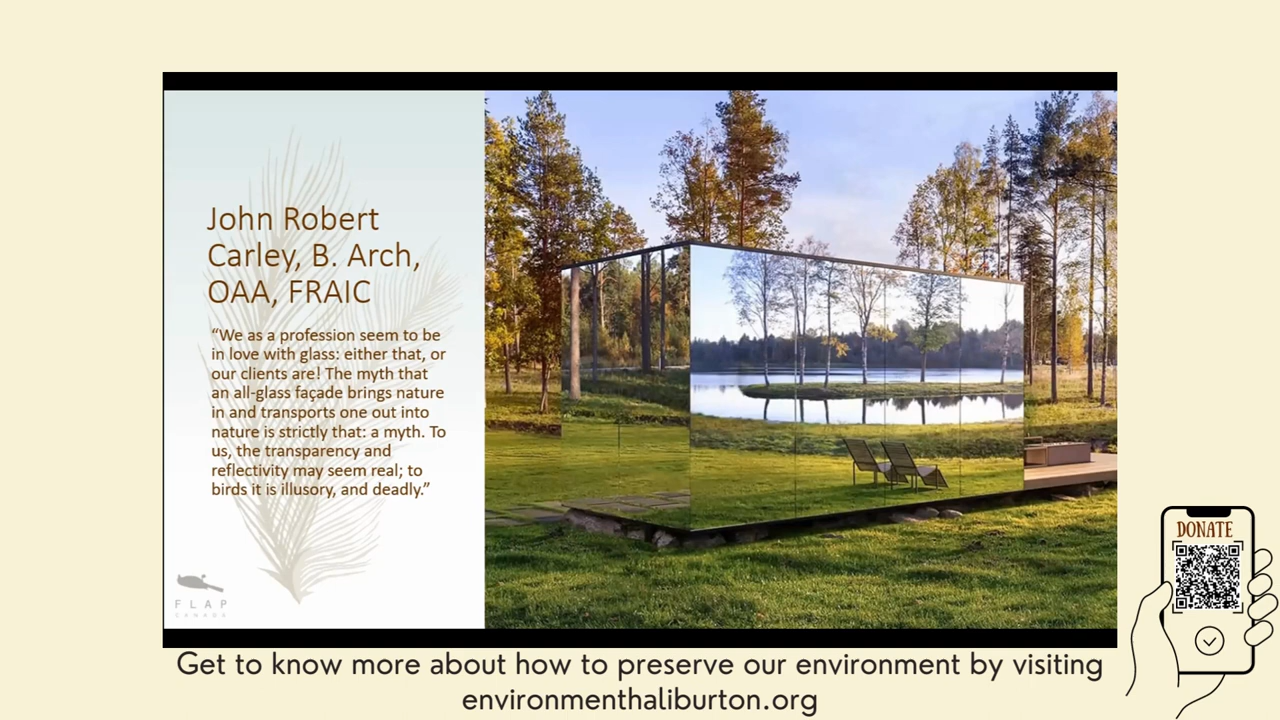 John Robert
Carley, B. Arch,
OAA, FRAIC
“We as a profession seem to be
in love with glass: either that, or
our clients are! The myth that
an all-glass façade brings nature
in and transports one out into
nature is strictly that: a myth. To
us, the transparency and
reflectivity may seem real; to
birds it is illusory, and deadly.”
FLAP
CANADA
DONATE
Get to know more about how to preserve our environment by visiting
environmenthaliburton.org